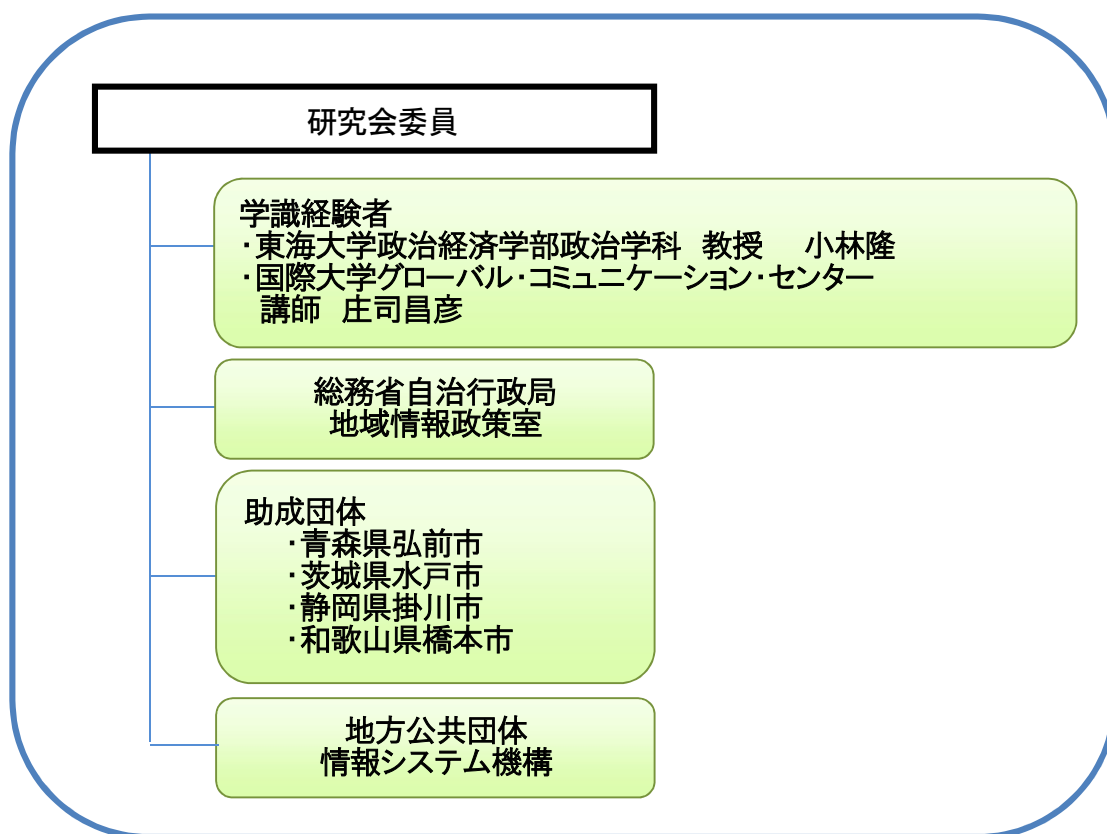 研究会委員
学識経験者
・東海大学政治経済学部政治学科　教授　　小林隆
・国際大学グローバル・コミュニケーション・センター
講師　庄司昌彦
総務省自治行政局
地域情報政策室
助成団体
・青森県弘前市
・茨城県水戸市
・静岡県掛川市
・和歌山県橋本市
地方公共団体
情報システム機構